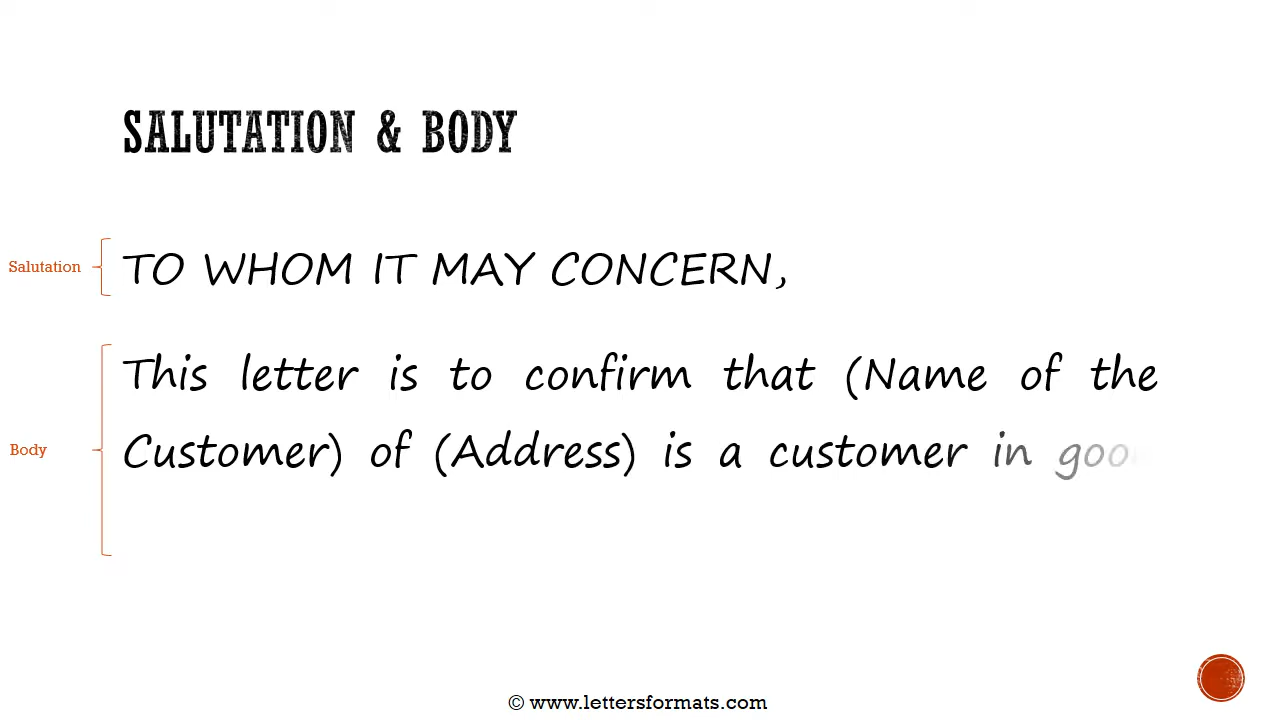 SALUTATION & BODY
Salutation
TO WHOM IT MAY CONCERN,
Body
This letter is to confirm that (Name of the
Customer) of (Address) is a customer in
© www.lettersformats.com